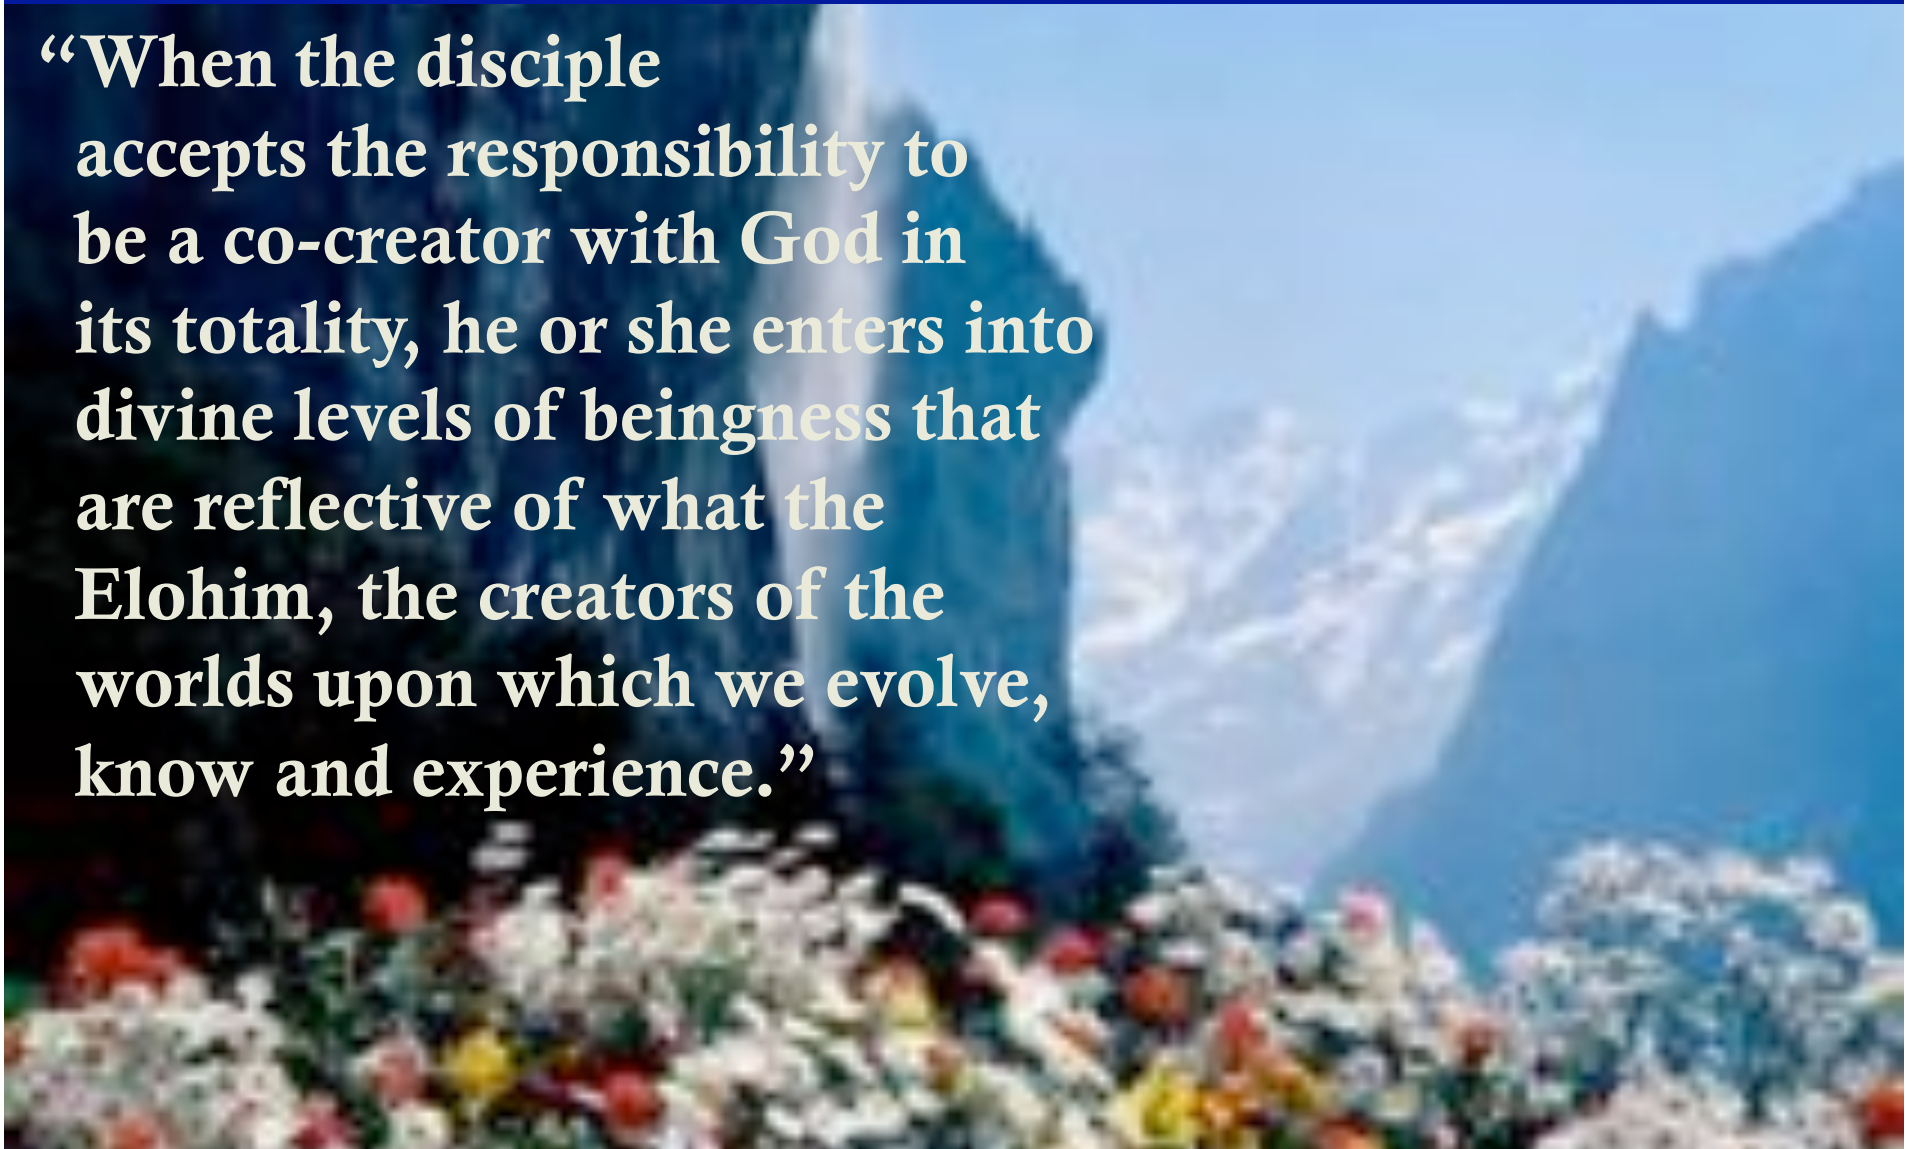 “When the disciple
accepts the responsibility to
be a co-creator with God in
its totality, he or she enters into
divine levels of beingness that
are reflective of what the
Elohim, the creators of the
worlds upon which we evolve,
know and experience.”